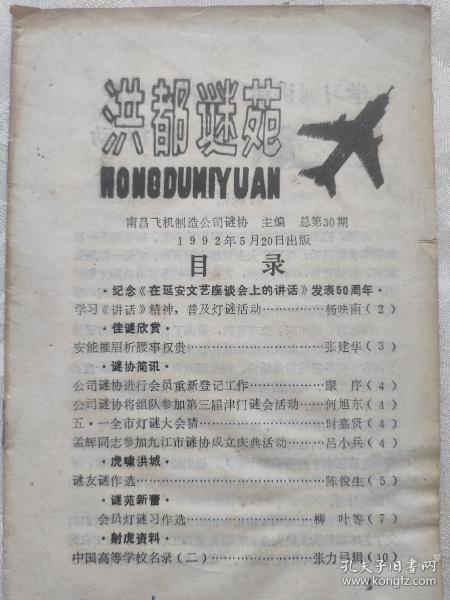 洪都谜苑
HONGDUMIYUAN
南昌飞机制造公司谜协 主编 总第30期
1992年5月20日出版
目录
·纪念《在延安文艺座谈会上的讲话》发表50周年·
学习《讲话》精神，普及灯谜活动…………杨映南（2）
·佳谜欣赏·
安能摧眉折腰事权贵…………张建华（3）
·谜协简讯·
公司谜协进行会员重新登记工作…………康 序（4）
公司谜协将组队参加第三届津门谜会活动……何旭东（4）
五·一全市灯谜大会猜…………时嘉贤（4）
孟辉同志参加九江市谜协成立庆典活动……吕小兵（4）
·虎啸洪城·
谜友谜作选…………陈俊生（5）
·谜苑新蕾·
会员灯谜习作选…………柳 叶等（7）
·射虎资料·
中国高等学校名录（二）…………张力弓辑（10）
孔夫子旧书网